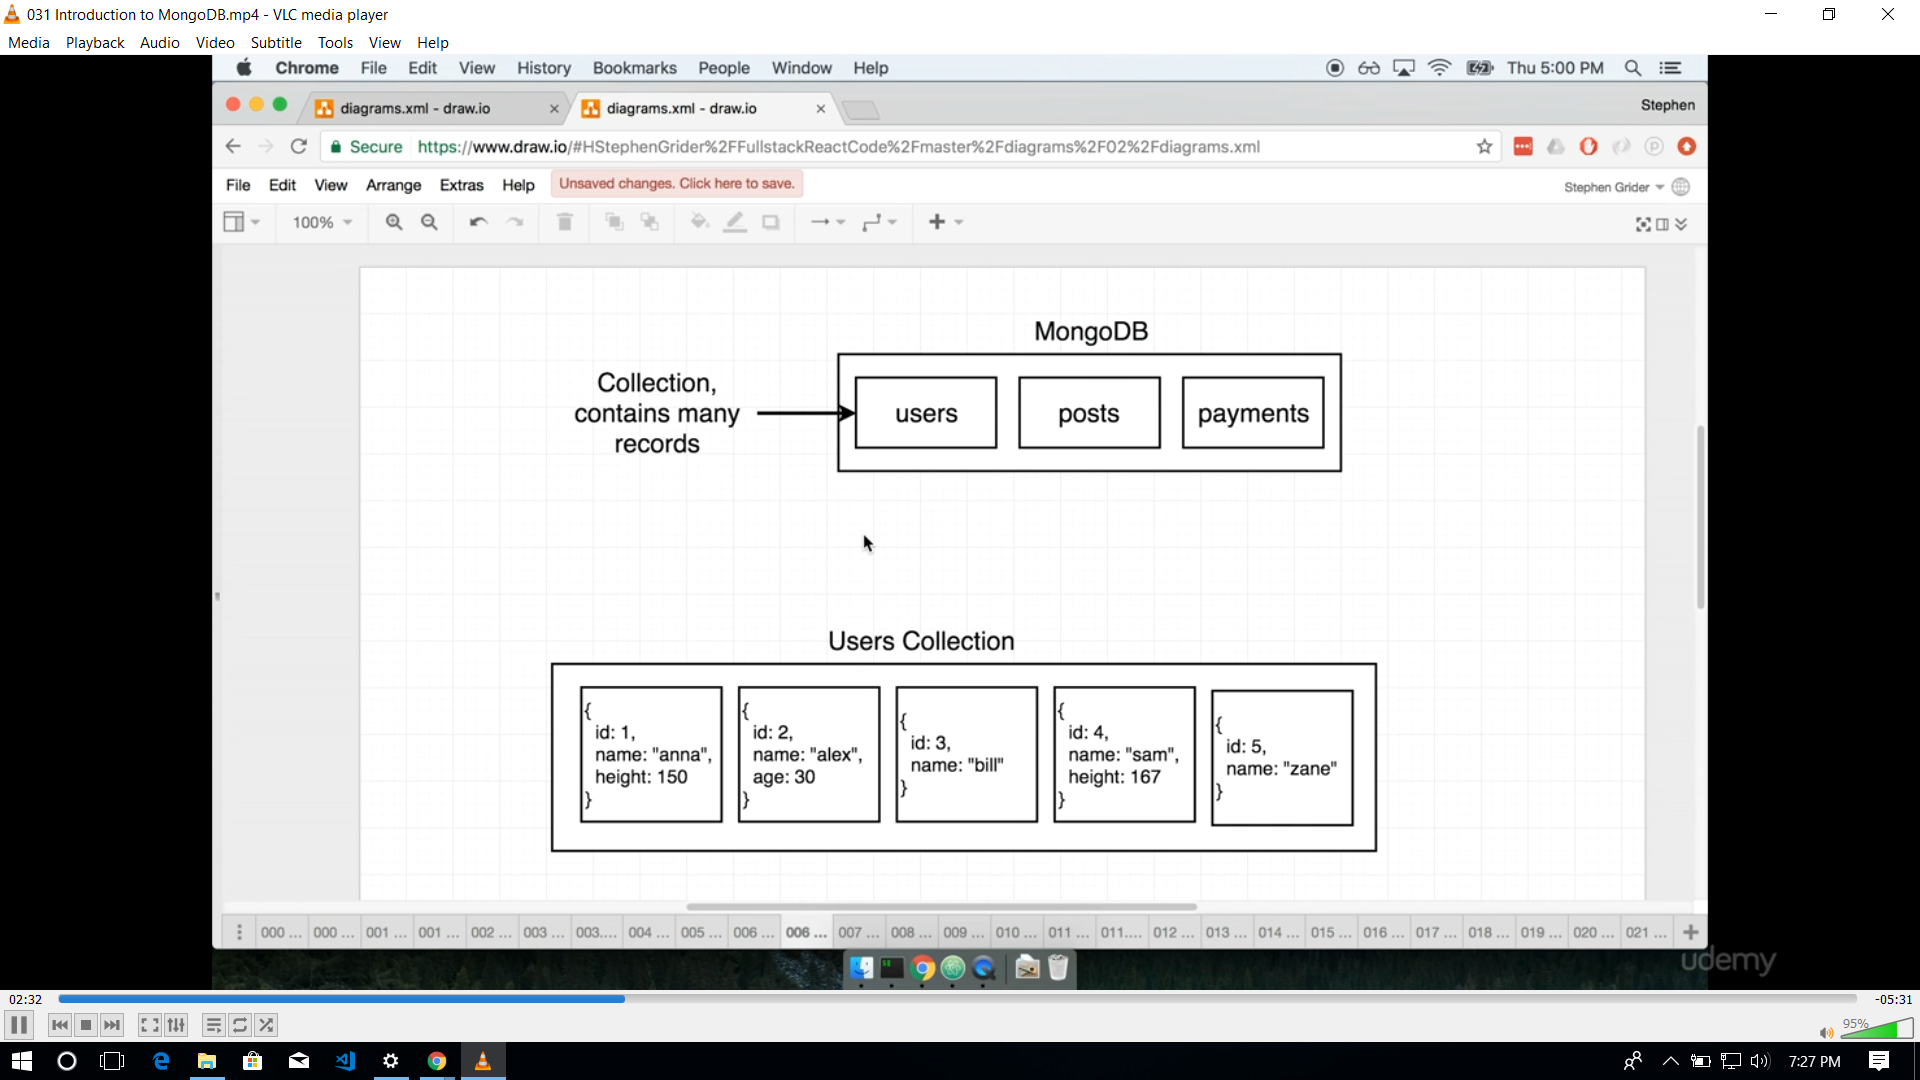 031 Introduction to MongoDB.mp4 - VLC media player
Media Playback Audio Video Subtitle Tools View Help
Chrome File Edit View History Bookmarks People Window Help Thu 5:00 PM
diagrams.xml - draw.io diagrams.xml - draw.io Stephen
Secure https://www.draw.io/#HStephenGrider%2FFullstackReactCode%2Fmaster%2Fdiagrams%2F02%2Fdiagrams.xml
File Edit View Arrange Extras Help Unsaved changes. Click here to save. Stephen Grider
100%
MongoDB
Collection,
contains many
records
users posts payments
Users Collection
{
id: 1,
name: "anna",
height: 150
}
{
id: 2,
name: "alex",
age: 30
}
{
id: 3,
name: "bill"
}
{
id: 4,
name: "sam",
height: 167
}
{
id: 5,
name: "zane"
}
000 ... 000 ... 001 ... 001 ... 002 ... 003 ... 003.... 004 ... 005 ... 006 ... 006 ... 007 ... 008 ... 009 ... 010 ... 011 ... 011.... 012 ... 013 ... 014 ... 015 ... 016 ... 017 ... 018 ... 019 ... 020 ... 021 ...
udemy
02:32 -05:31
95%
7:27 PM